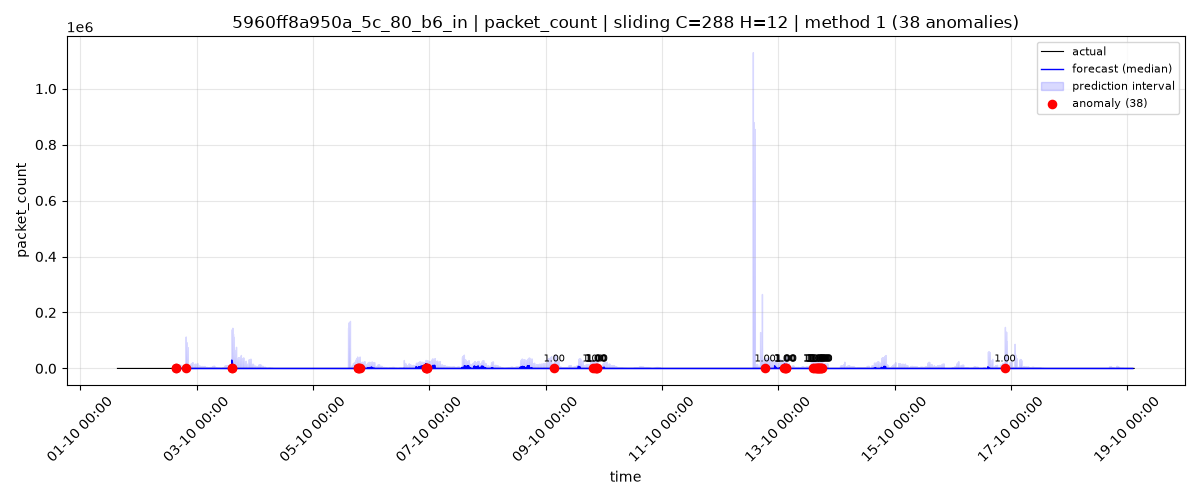 5960ff8a950a_5c_80_b6_in | packet_count | sliding C=288 H=12 | method 1 (38 anomalies)
1e6
actual
forecast (median)
prediction interval
anomaly (38)
1.0
0.8
0.6
0.4
0.2
0.0
packet_count
1.00
1.00
1.00
1.00
1.00
01-10 00:00
03-10 00:00
05-10 00:00
07-10 00:00
09-10 00:00
11-10 00:00
13-10 00:00
15-10 00:00
17-10 00:00
19-10 00:00
time